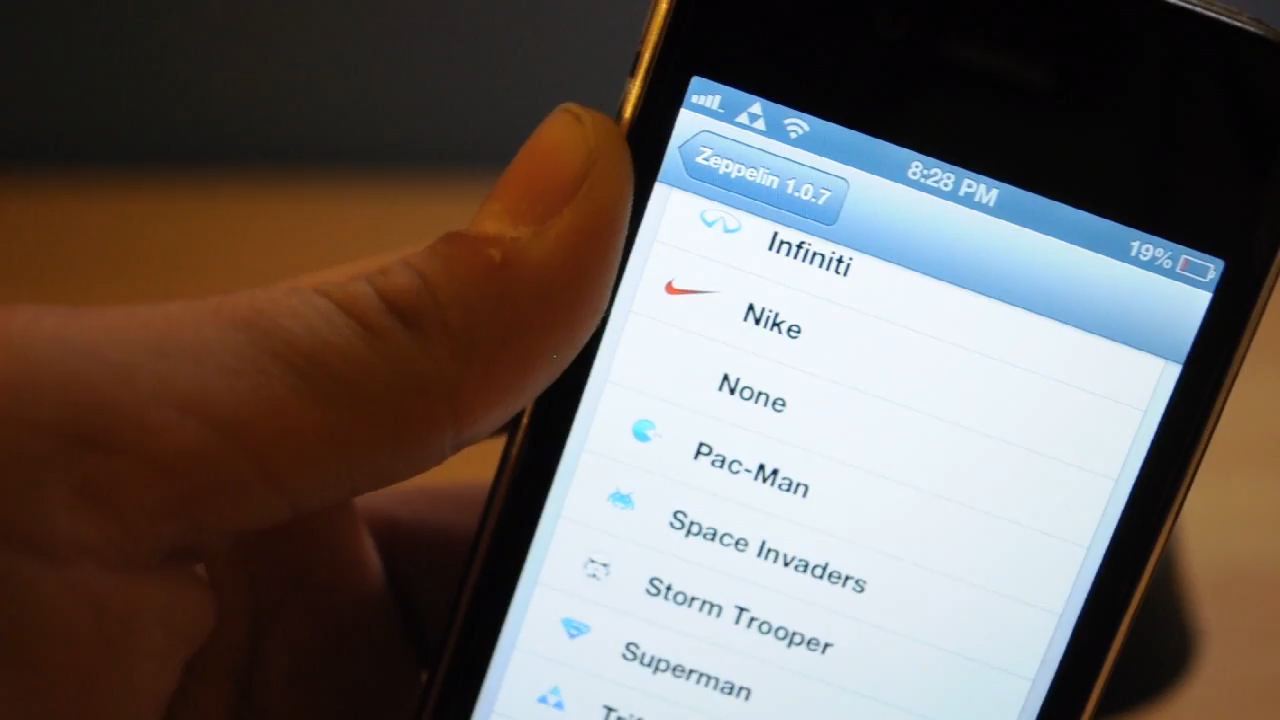 8:28 PM
19%
Zeppelin 1.0.7
Infiniti
Nike
None
Pac-Man
Space Invaders
Storm Trooper
Superman